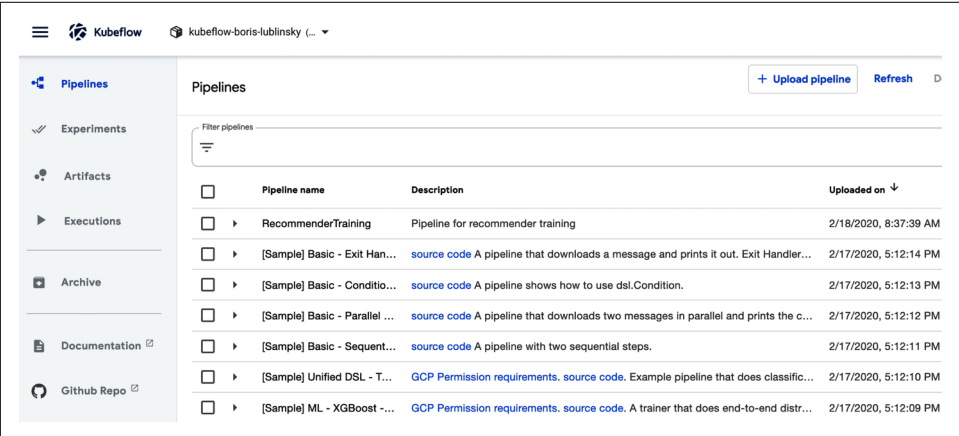 Kubeflow kubeflow-boris-lublinsky (...
Pipelines
Pipelines
+ Upload pipeline Refresh
Experiments
Filter pipelines
Artifacts
Pipeline name Description Uploaded on
Executions
RecommenderTraining Pipeline for recommender training 2/18/2020, 8:37:39 AM
[Sample] Basic - Exit Han... source code A pipeline that downloads a message and prints it out. Exit Handler... 2/17/2020, 5:12:14 PM
Archive
[Sample] Basic - Conditio... source code A pipeline shows how to use dsl.Condition. 2/17/2020, 5:12:13 PM
[Sample] Basic - Parallel ... source code A pipeline that downloads two messages in parallel and prints the c... 2/17/2020, 5:12:12 PM
Documentation
[Sample] Basic - Sequent... source code A pipeline with two sequential steps. 2/17/2020, 5:12:11 PM
[Sample] Unified DSL - T... GCP Permission requirements. source code. Example pipeline that does classific... 2/17/2020, 5:12:10 PM
Github Repo
[Sample] ML - XGBoost -... GCP Permission requirements. source code. A trainer that does end-to-end distr... 2/17/2020, 5:12:09 PM